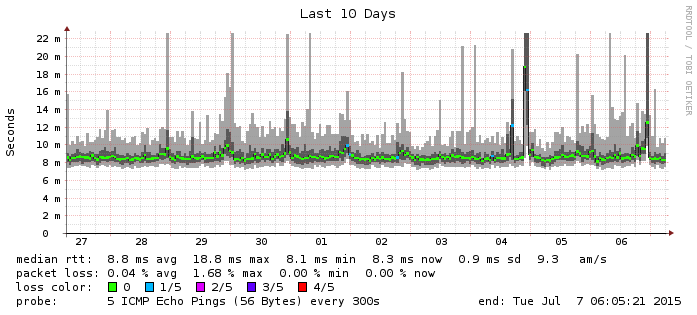 Last 10 Days
RRDTOOL / TOBI OETIKER
Seconds
22 m
20 m
18 m
16 m
14 m
12 m
10 m
8 m
6 m
4 m
2 m
0
27 28 29 30 01 02 03 04 05 06
median rtt: 8.8 ms avg 18.8 ms max 8.1 ms min 8.3 ms now 0.9 ms sd 9.3 am/s
packet loss: 0.04 % avg 1.68 % max 0.00 % min 0.00 % now
loss color: 0 1/5 2/5 3/5 4/5
probe: 5 ICMP Echo Pings (56 Bytes) every 300s end: Tue Jul 7 06:05:21 2015